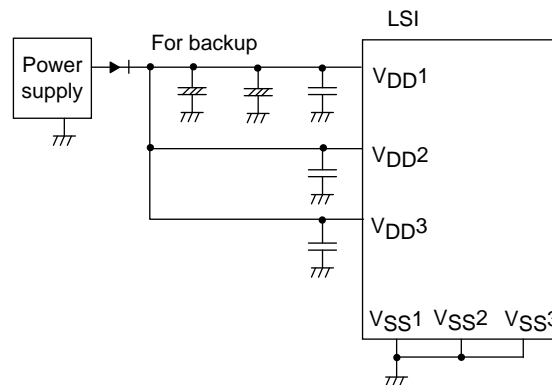 LSI
For backup
Power
supply
VDD1
VDD2
VDD3
VSS1 VSS2 VSS3